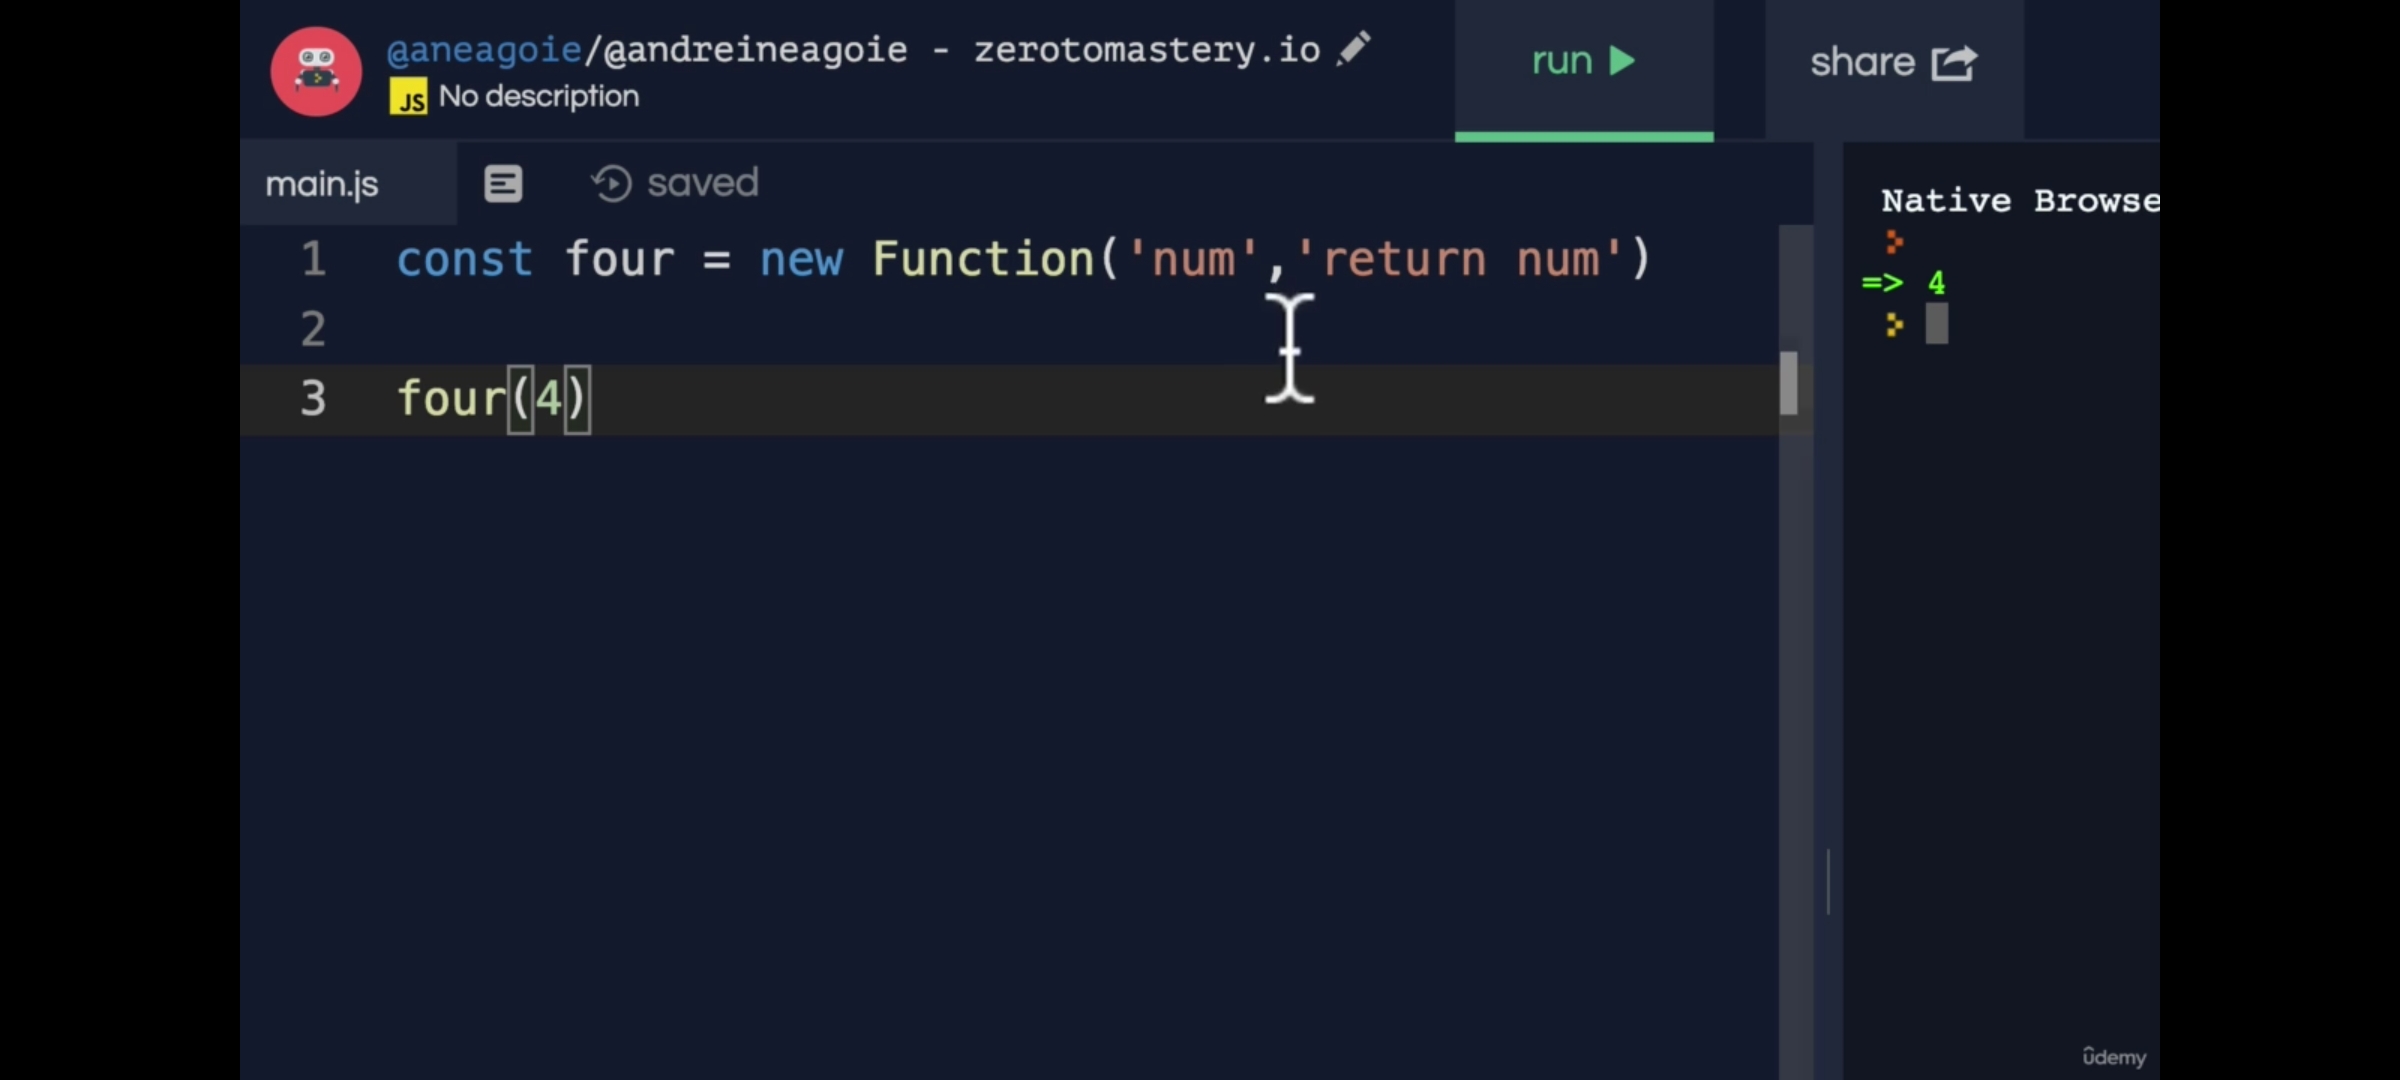 @aneagoie/@andreineagoie - zerotomastery.io
run
share
JS No description
main.js
saved
Native Browse
1 const four = new Function('num','return num')
=> 4
2
3 four(4)
ûdemy